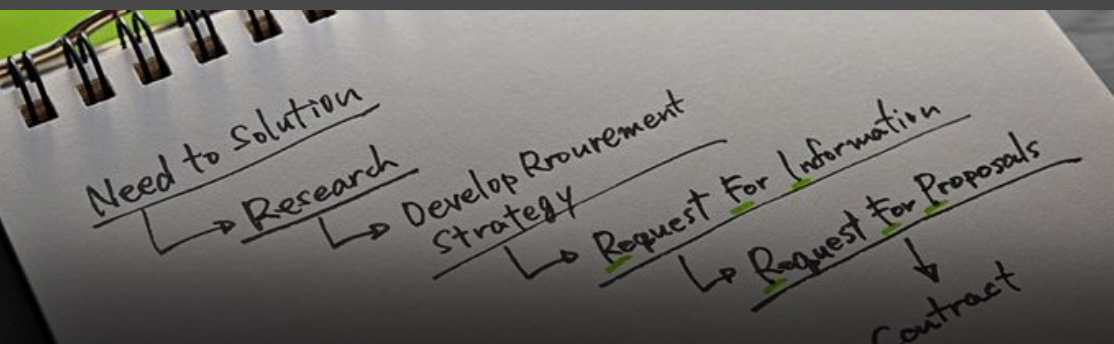 Need to Solution
Research
Develop Rrourement
Strategy
Request For Information
Request For Proposals
Contract